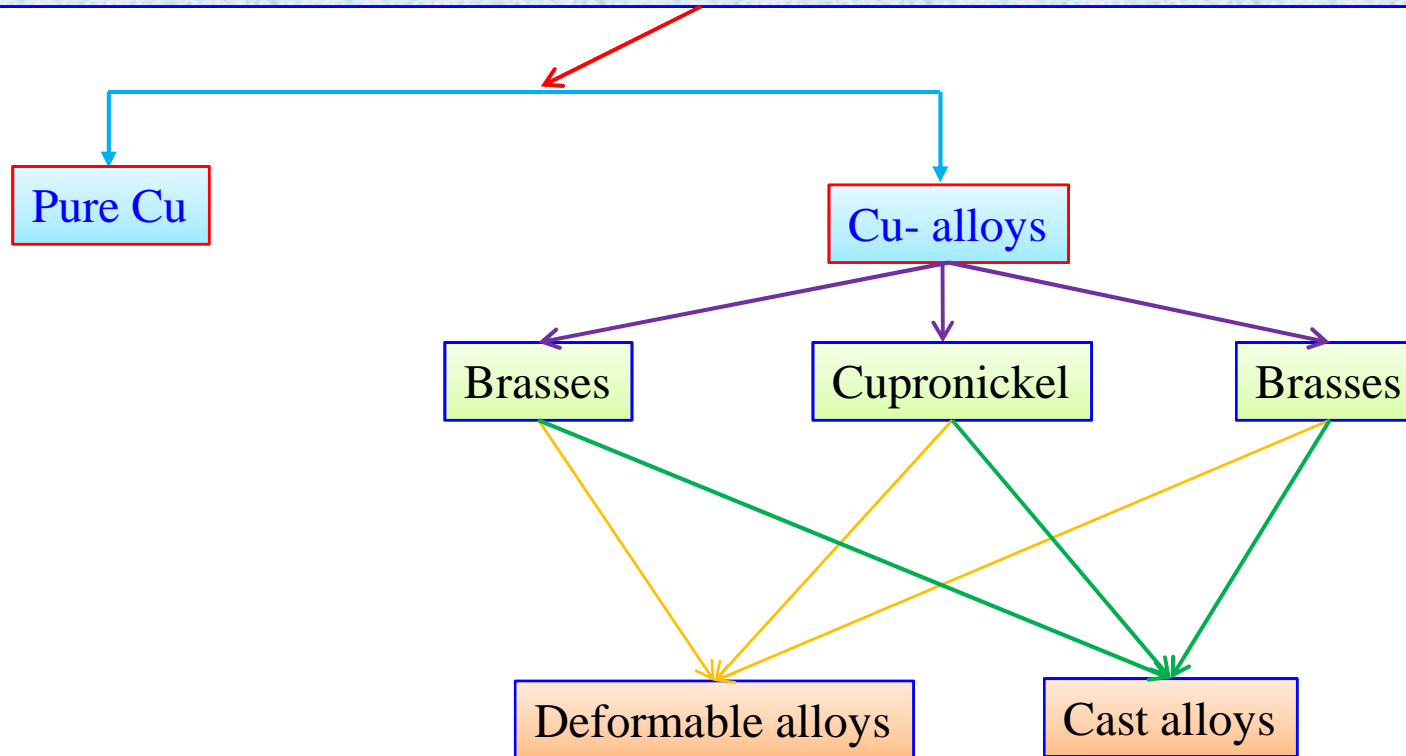 Pure Cu
Cu- alloys
Brasses
Cupronickel
Brasses
Deformable alloys
Cast alloys